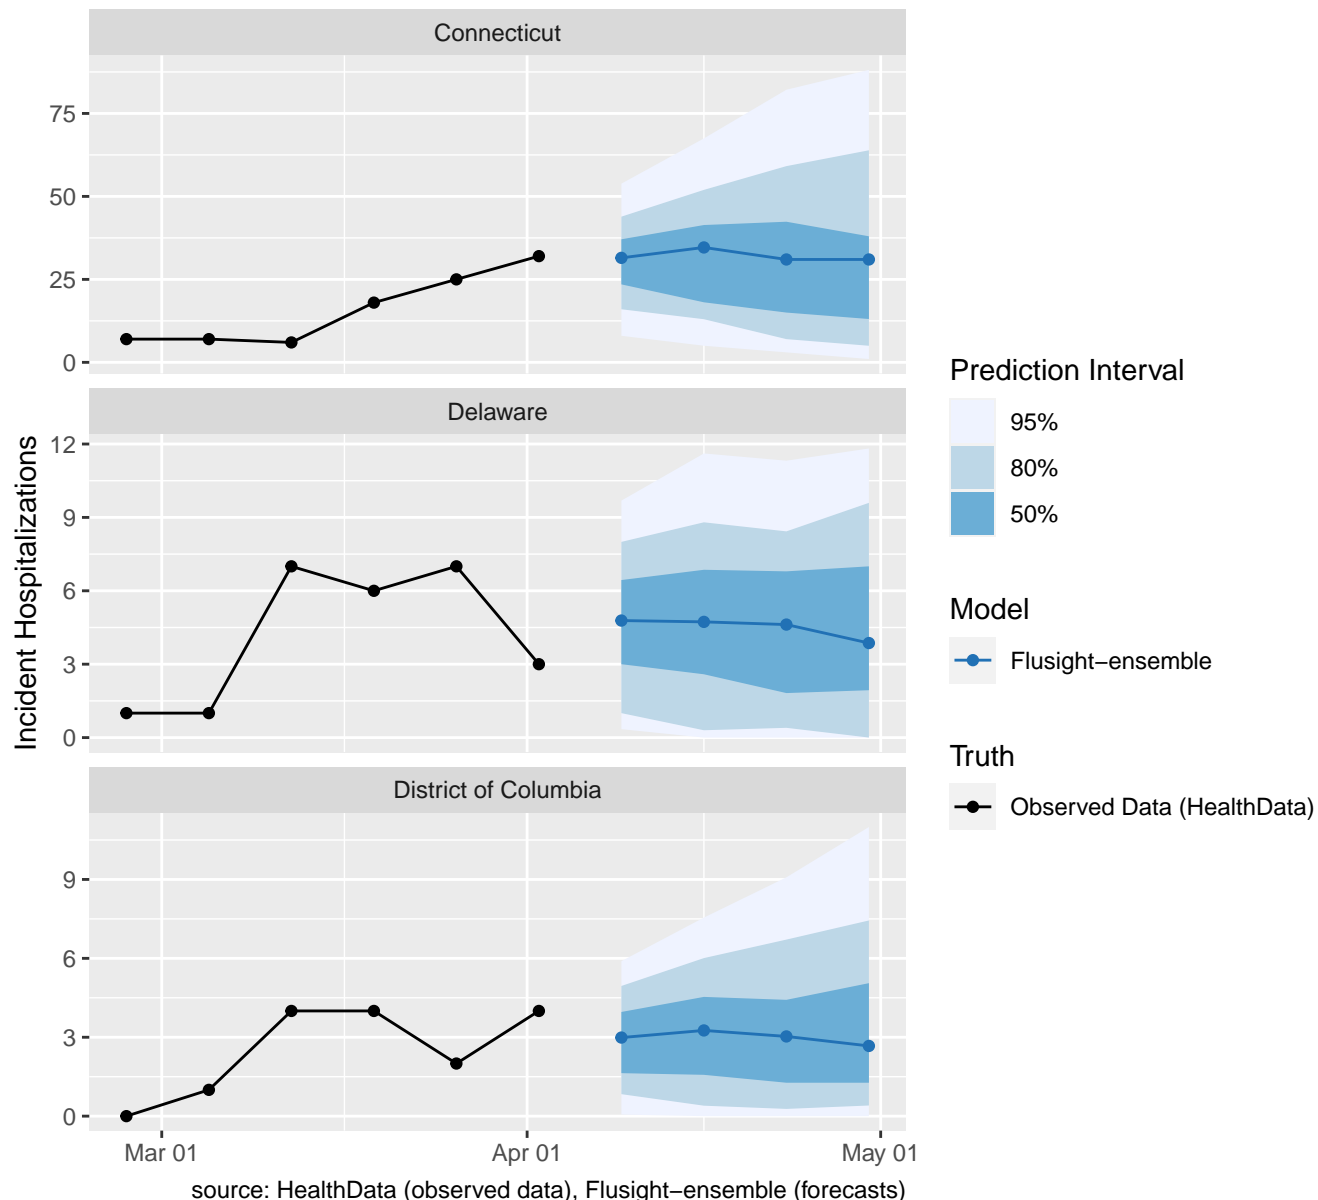 Connecticut
75
50
25
0
Delaware
12
9
6
3
0
District of Columbia
9
6
3
0
Mar 01
Apr 01
May 01
Incident Hospitalizations
source: HealthData (observed data), Flusight−ensemble (forecasts)
Prediction Interval
95%
80%
50%
Model
Flusight−ensemble
Truth
Observed Data (HealthData)